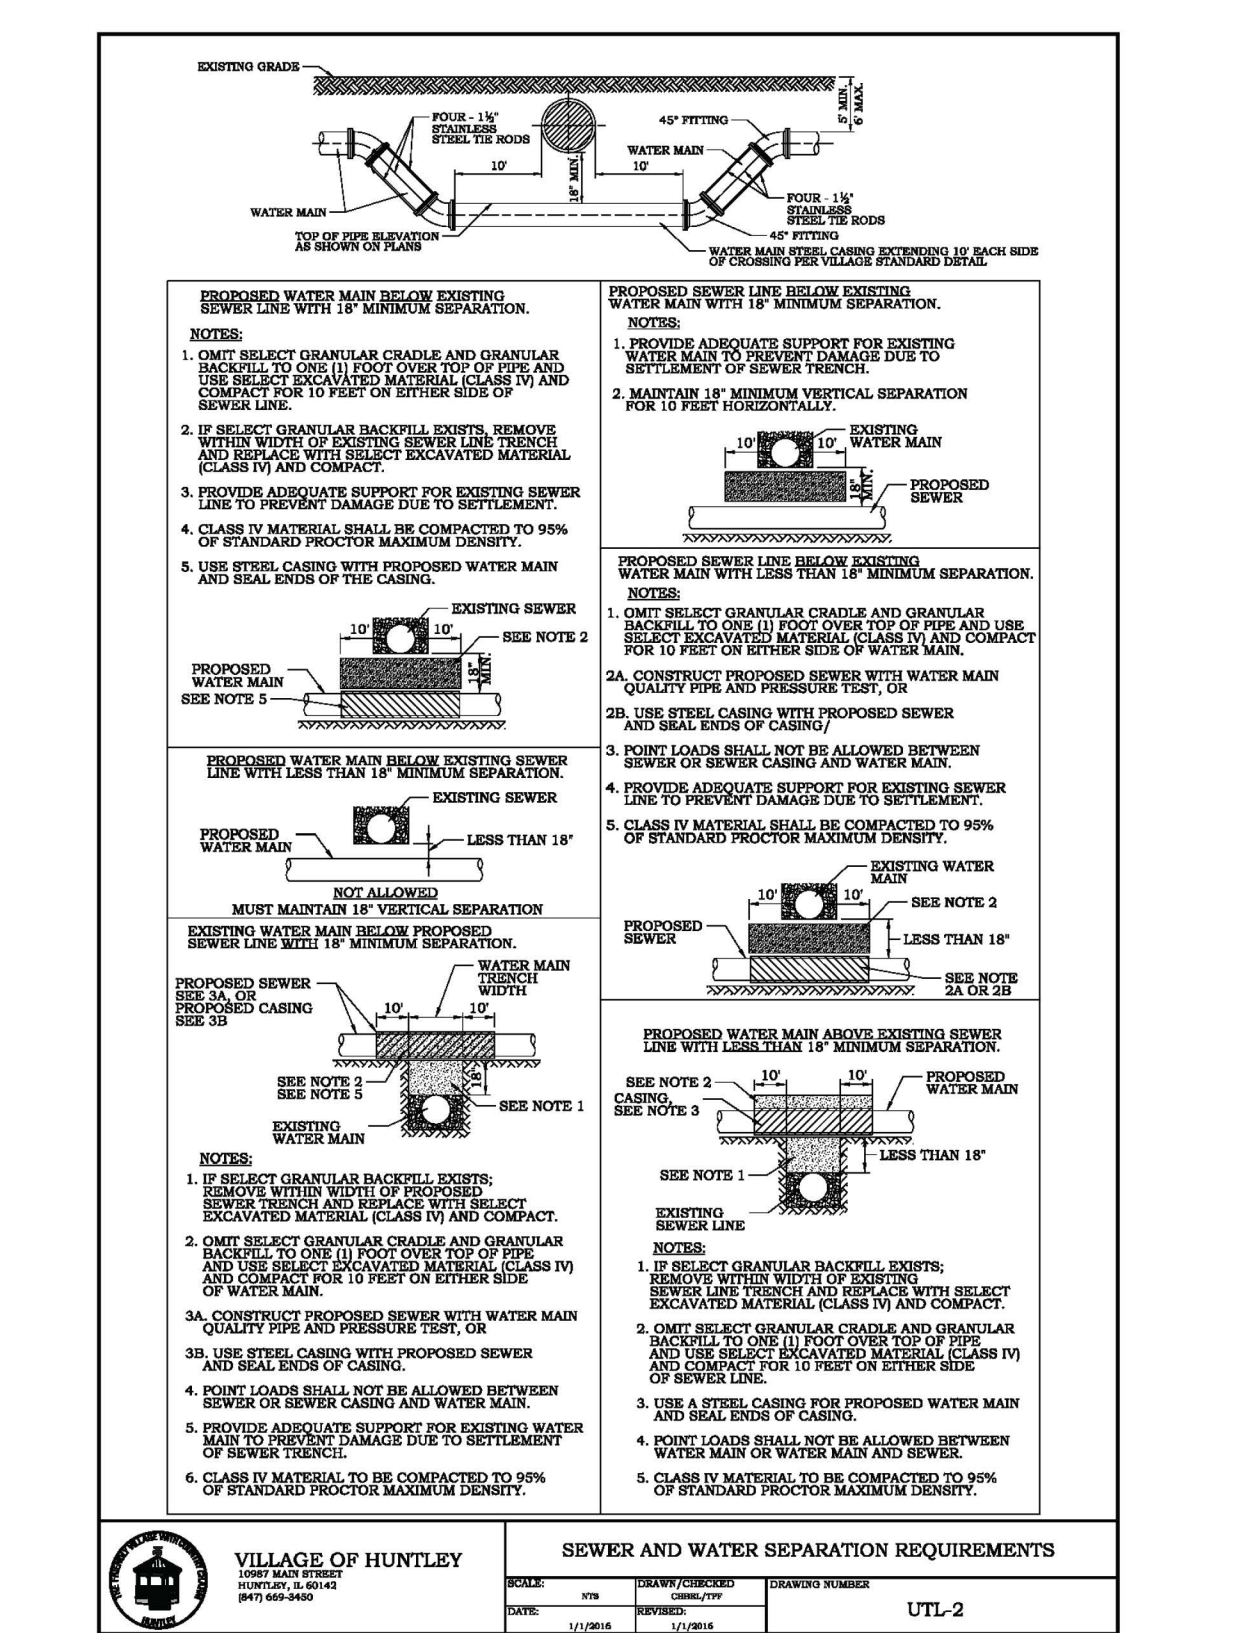 EXISTING GRADE
FOUR - 1½"
STAINLESS
STEEL TIE RODS
45° FITTING
5' MIN.
6' MAX.
WATER MAIN
10'
18" MIN.
10'
WATER MAIN
FOUR - 1½"
STAINLESS
STEEL TIE RODS
TOP OF PIPE ELEVATION
AS SHOWN ON PLANS
45° FITTING
WATER MAIN STEEL CASING EXTENDING 10' EACH SIDE
OF CROSSING PER VILLAGE STANDARD DETAIL
PROPOSED WATER MAIN BELOW EXISTING
SEWER LINE WITH 18" MINIMUM SEPARATION.
NOTES:
1. OMIT SELECT GRANULAR CRADLE AND GRANULAR
BACKFILL TO ONE (1) FOOT OVER TOP OF PIPE AND
USE SELECT EXCAVATED MATERIAL (CLASS IV) AND
COMPACT FOR 10 FEET ON EITHER SIDE OF
SEWER LINE.
2. IF SELECT GRANULAR BACKFILL EXISTS, REMOVE
WITHIN WIDTH OF EXISTING SEWER LINE TRENCH
AND REPLACE WITH SELECT EXCAVATED MATERIAL
(CLASS IV) AND COMPACT.
3. PROVIDE ADEQUATE SUPPORT FOR EXISTING SEWER
LINE TO PREVENT DAMAGE DUE TO SETTLEMENT.
4. CLASS IV MATERIAL SHALL BE COMPACTED TO 95%
OF STANDARD PROCTOR MAXIMUM DENSITY.
5. USE STEEL CASING WITH PROPOSED WATER MAIN
AND SEAL ENDS OF THE CASING.
EXISTING SEWER
10'
10'
SEE NOTE 2
PROPOSED
WATER MAIN
18"
MIN.
SEE NOTE 5
PROPOSED WATER MAIN BELOW EXISTING SEWER
LINE WITH LESS THAN 18" MINIMUM SEPARATION.
EXISTING SEWER
PROPOSED
WATER MAIN
LESS THAN 18"
NOT ALLOWED
MUST MAINTAIN 18" VERTICAL SEPARATION
EXISTING WATER MAIN BELOW PROPOSED
SEWER LINE WITH 18" MINIMUM SEPARATION.
WATER MAIN
TRENCH
WIDTH
PROPOSED SEWER
SEE 3A, OR
PROPOSED CASING
SEE 3B
10'
10'
SEE NOTE 2
SEE NOTE 5
18"
SEE NOTE 1
EXISTING
WATER MAIN
NOTES:
1. IF SELECT GRANULAR BACKFILL EXISTS;
REMOVE WITHIN WIDTH OF PROPOSED
SEWER TRENCH AND REPLACE WITH SELECT
EXCAVATED MATERIAL (CLASS IV) AND COMPACT.
2. OMIT SELECT GRANULAR CRADLE AND GRANULAR
BACKFILL TO ONE (1) FOOT OVER TOP OF PIPE
AND USE SELECT EXCAVATED MATERIAL (CLASS IV)
AND COMPACT FOR 10 FEET ON EITHER SIDE
OF WATER MAIN.
3A. CONSTRUCT PROPOSED SEWER WITH WATER MAIN
QUALITY PIPE AND PRESSURE TEST, OR
3B. USE STEEL CASING WITH PROPOSED SEWER
AND SEAL ENDS OF CASING.
4. POINT LOADS SHALL NOT BE ALLOWED BETWEEN
SEWER OR SEWER CASING AND WATER MAIN.
5. PROVIDE ADEQUATE SUPPORT FOR EXISTING WATER
MAIN TO PREVENT DAMAGE DUE TO SETTLEMENT
OF SEWER TRENCH.
6. CLASS IV MATERIAL TO BE COMPACTED TO 95%
OF STANDARD PROCTOR MAXIMUM DENSITY.
PROPOSED SEWER LINE BELOW EXISTING
WATER MAIN WITH 18" MINIMUM SEPARATION.
NOTES:
1. PROVIDE ADEQUATE SUPPORT FOR EXISTING
WATER MAIN TO PREVENT DAMAGE DUE TO
SETTLEMENT OF SEWER TRENCH.
2. MAINTAIN 18" MINIMUM VERTICAL SEPARATION
FOR 10 FEET HORIZONTALLY.
10'
10'
EXISTING
WATER MAIN
18"
MIN.
PROPOSED
SEWER
PROPOSED SEWER LINE BELOW EXISTING
WATER MAIN WITH LESS THAN 18" MINIMUM SEPARATION.
NOTES:
1. OMIT SELECT GRANULAR CRADLE AND GRANULAR
BACKFILL TO ONE (1) FOOT OVER TOP OF PIPE AND USE
SELECT EXCAVATED MATERIAL (CLASS IV) AND COMPACT
FOR 10 FEET ON EITHER SIDE OF WATER MAIN.
2A. CONSTRUCT PROPOSED SEWER WITH WATER MAIN
QUALITY PIPE AND PRESSURE TEST, OR
2B. USE STEEL CASING WITH PROPOSED SEWER
AND SEAL ENDS OF CASING/
3. POINT LOADS SHALL NOT BE ALLOWED BETWEEN
SEWER OR SEWER CASING AND WATER MAIN.
4. PROVIDE ADEQUATE SUPPORT FOR EXISTING SEWER
LINE TO PREVENT DAMAGE DUE TO SETTLEMENT.
5. CLASS IV MATERIAL SHALL BE COMPACTED TO 95%
OF STANDARD PROCTOR MAXIMUM DENSITY.
EXISTING WATER
MAIN
10'
10'
SEE NOTE 2
PROPOSED
SEWER
LESS THAN 18"
SEE NOTE
2A OR 2B
PROPOSED WATER MAIN ABOVE EXISTING SEWER
LINE WITH LESS THAN 18" MINIMUM SEPARATION.
SEE NOTE 2
10'
10'
PROPOSED
WATER MAIN
CASING,
SEE NOTE 3
LESS THAN 18"
SEE NOTE 1
EXISTING
SEWER LINE
NOTES:
1. IF SELECT GRANULAR BACKFILL EXISTS;
REMOVE WITHIN WIDTH OF EXISTING
SEWER LINE TRENCH AND REPLACE WITH SELECT
EXCAVATED MATERIAL (CLASS IV) AND COMPACT.
2. OMIT SELECT GRANULAR CRADLE AND GRANULAR
BACKFILL TO ONE (1) FOOT OVER TOP OF PIPE
AND USE SELECT EXCAVATED MATERIAL (CLASS IV)
AND COMPACT FOR 10 FEET ON EITHER SIDE
OF SEWER LINE.
3. USE A STEEL CASING FOR PROPOSED WATER MAIN
AND SEAL ENDS OF CASING.
4. POINT LOADS SHALL NOT BE ALLOWED BETWEEN
WATER MAIN OR WATER MAIN AND SEWER.
5. CLASS IV MATERIAL TO BE COMPACTED TO 95%
OF STANDARD PROCTOR MAXIMUM DENSITY.
THE FRIENDLY VILLAGE WITH COUNTRY CHARM
HUNTLEY
VILLAGE OF HUNTLEY
10987 MAIN STREET
HUNTLEY, IL 60142
(847) 669-3450
SEWER AND WATER SEPARATION REQUIREMENTS
SCALE:
NTS
DRAWN/CHECKED
CBBEL/TPF
DRAWING NUMBER
DATE:
1/1/2016
REVISED:
1/1/2016
UTL-2